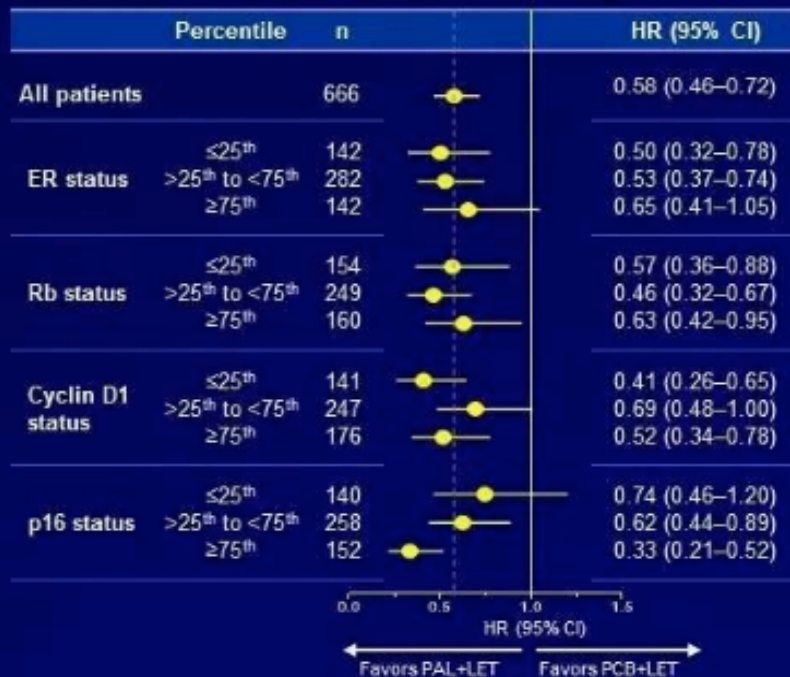 Percentile n HR (95% CI)
All patients 666 0.58 (0.46–0.72)
≤25th 142 0.50 (0.32–0.78)
ER status >25th to <75th 282 0.53 (0.37–0.74)
≥75th 142 0.65 (0.41–1.05)
≤25th 154 0.57 (0.36–0.88)
Rb status >25th to <75th 249 0.46 (0.32–0.67)
≥75th 160 0.63 (0.42–0.95)
≤25th 141 0.41 (0.26–0.65)
Cyclin D1 status >25th to <75th 247 0.69 (0.48–1.00)
≥75th 176 0.52 (0.34–0.78)
≤25th 140 0.74 (0.46–1.20)
p16 status >25th to <75th 258 0.62 (0.44–0.89)
≥75th 152 0.33 (0.21–0.52)
0.0 0.5 1.0 1.5
HR (95% CI)
Favors PAL+LET Favors PCB+LET